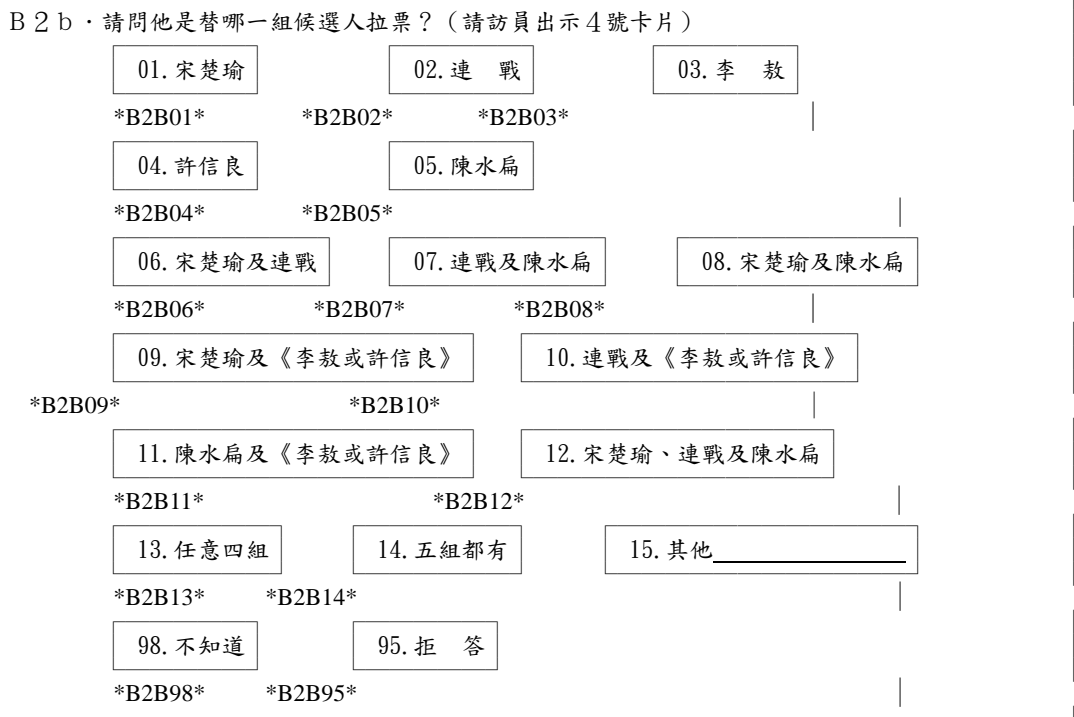 B2b．請問他是替哪一組候選人拉票？（請訪員出示4號卡片）
01.宋楚瑜 02.連　戰 03.李　敖
*B2B01* *B2B02* *B2B03*
04.許信良 05.陳水扁
*B2B04* *B2B05*
06.宋楚瑜及連戰 07.連戰及陳水扁 08.宋楚瑜及陳水扁
*B2B06* *B2B07* *B2B08*
09.宋楚瑜及《李敖或許信良》 10.連戰及《李敖或許信良》
*B2B09* *B2B10*
11.陳水扁及《李敖或許信良》 12.宋楚瑜、連戰及陳水扁
*B2B11* *B2B12*
13.任意四組 14.五組都有 15.其他
*B2B13* *B2B14*
98.不知道 95.拒　答
*B2B98* *B2B95*